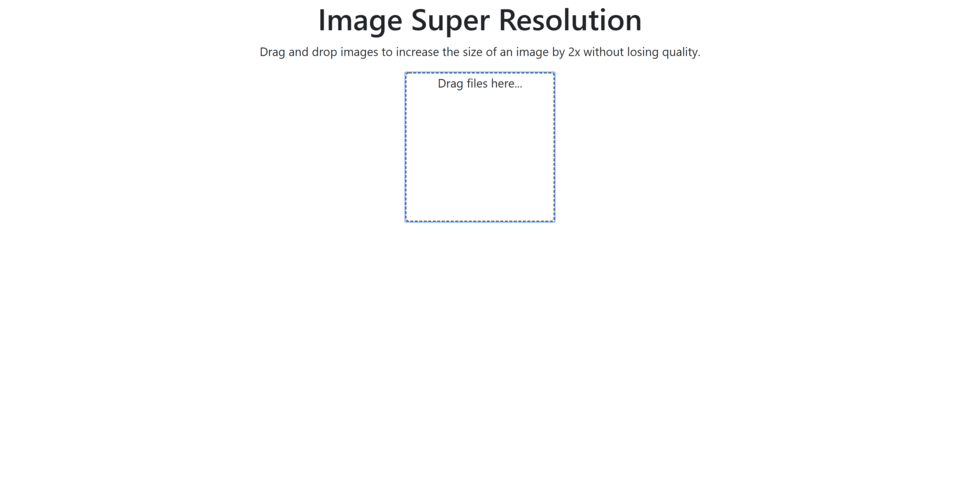 Image Super Resolution
Drag and drop images to increase the size of an image by 2x without losing quality.
Drag files here...